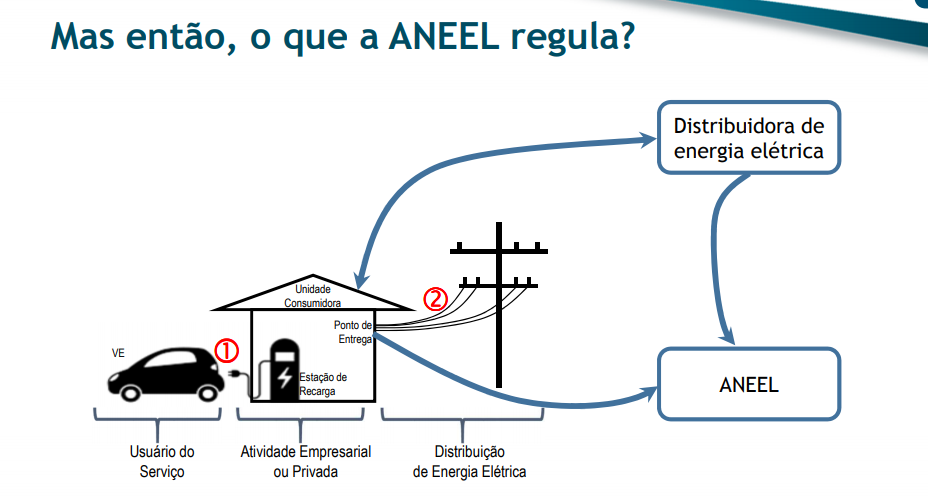 Mas então, o que a ANEEL regula?
Distribuidora de
energia elétrica
Unidade
Consumidora
②
Ponto de
Entrega
①
VE
Estação de
Recarga
ANEEL
Usuário do
Serviço
Atividade Empresarial
ou Privada
Distribuição
de Energia Elétrica